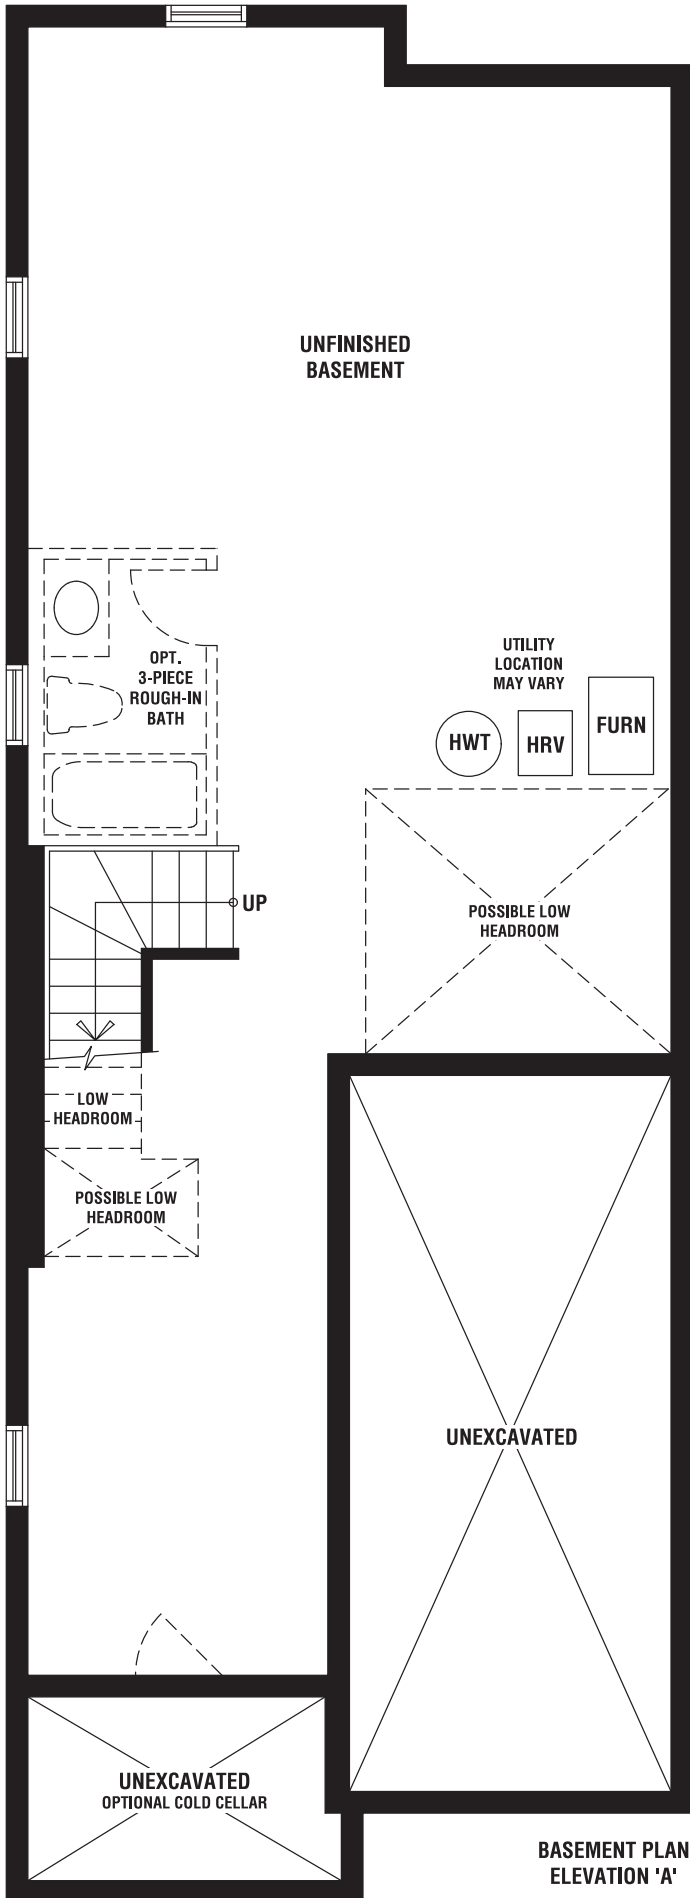 UNFINISHED
BASEMENT
OPT.
3-PIECE
ROUGH-IN
BATH
UTILITY
LOCATION
MAY VARY
HWT
HRV
FURN
UP
POSSIBLE LOW
HEADROOM
LOW
HEADROOM
POSSIBLE LOW
HEADROOM
UNEXCAVATED
UNEXCAVATED
OPTIONAL COLD CELLAR
BASEMENT PLAN
ELEVATION 'A'